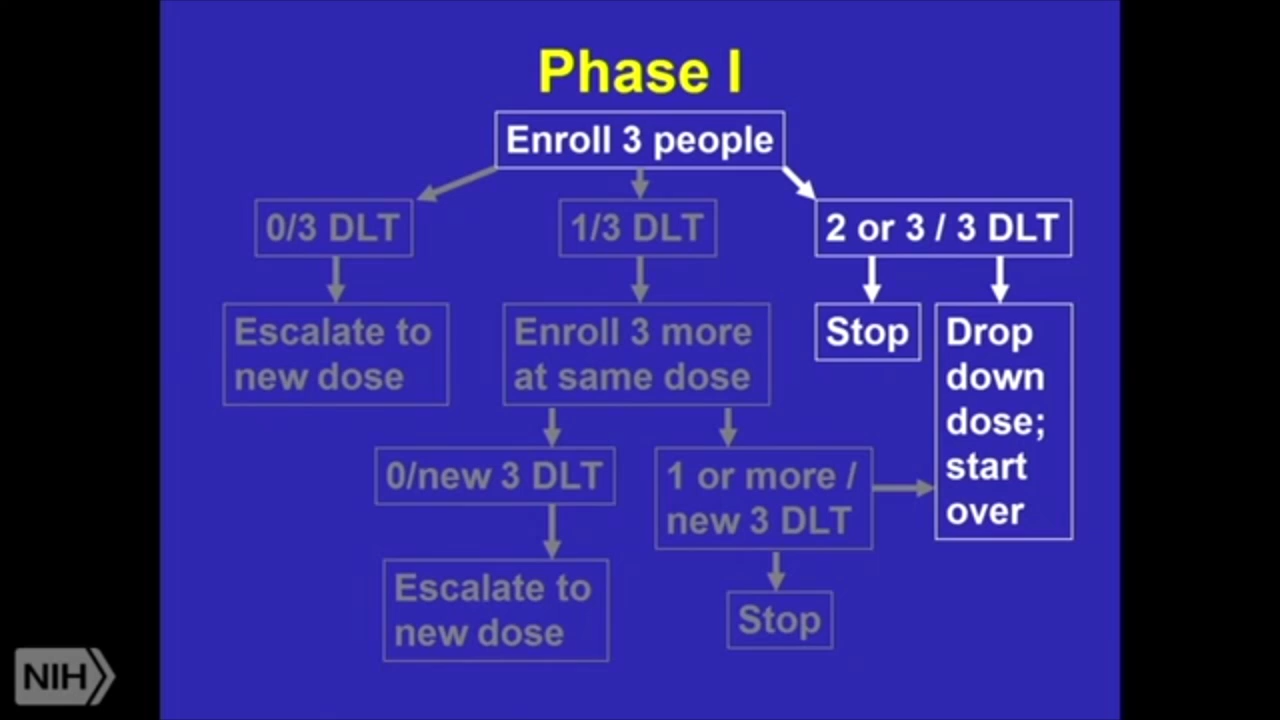 Phase I
Enroll 3 people
0/3 DLT
1/3 DLT
2 or 3 / 3 DLT
Escalate to
new dose
Enroll 3 more
at same dose
Stop
Drop
down
dose;
start
over
0/new 3 DLT
1 or more /
new 3 DLT
Escalate to
new dose
Stop
NIH